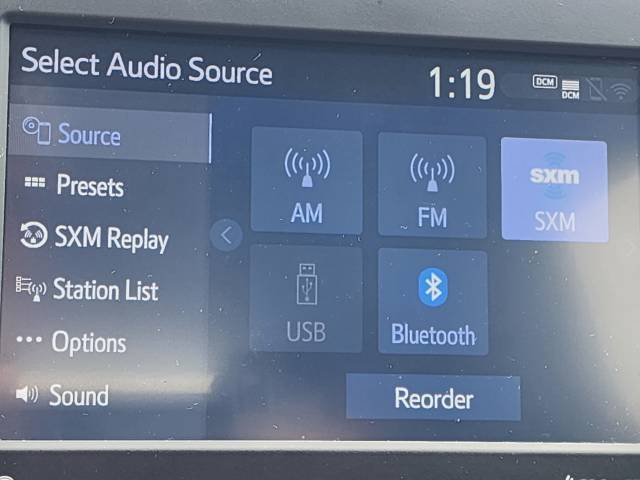 Select Audio Source
1:19
DCM
DCM
Source
Presets
SXM Replay
Station List
Options
Sound
AM
FM
sxm
SXM
USB
Bluetooth
Reorder